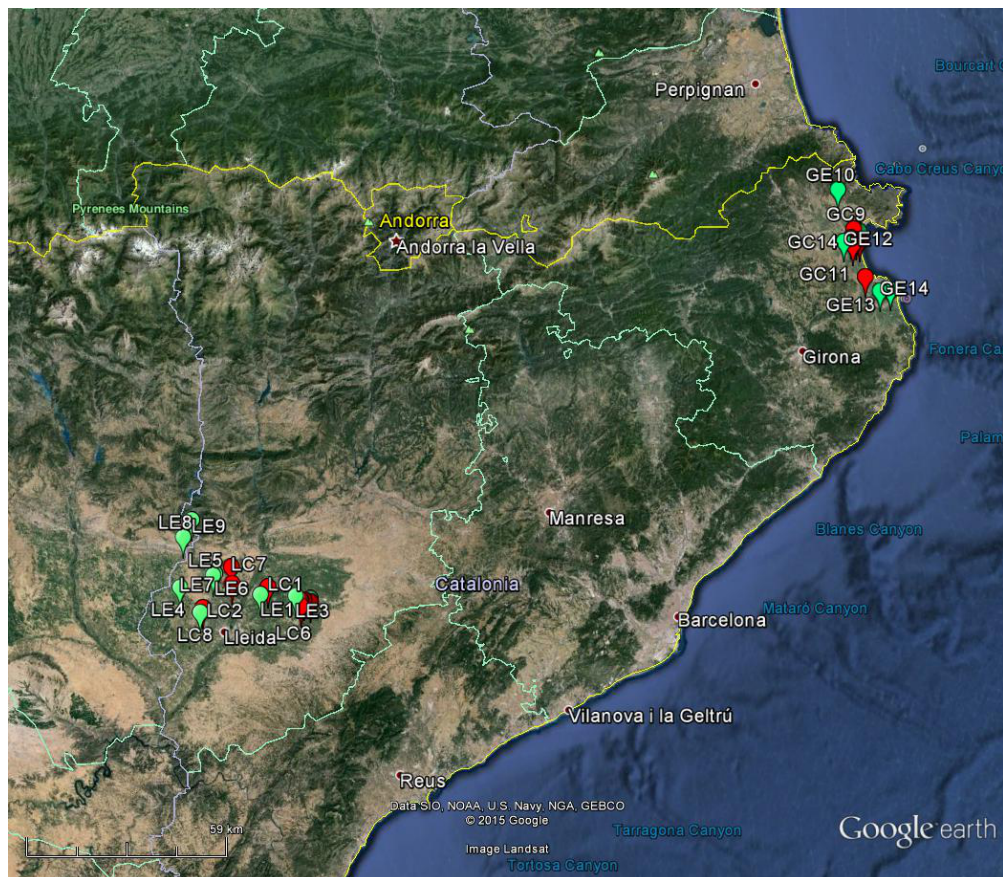 Bourcart C
Perpignan
Cabo Creus Canyo
GE10
Pyrenees Mountains
Andorra
GC9
Andorra la Vella
GC14
GE12
GC11
GE14
GE13
Girona
Fonera Ca
Palam
LE8
LE9
Manresa
Blanes Canyon
LE5
LC7
LE7
LE6
LC1
Catalonia
LE4
LC2
LE1
LE3
Mataró Canyon
LC8
Lleida
LC6
Barcelona
Vilanova i la Geltrú
Reus
Data SIO, NOAA, U.S. Navy, NGA, GEBCO
© 2015 Google
59 km
Tarragona Canyon
Google earth
Image Landsat
Tortosa Canyon